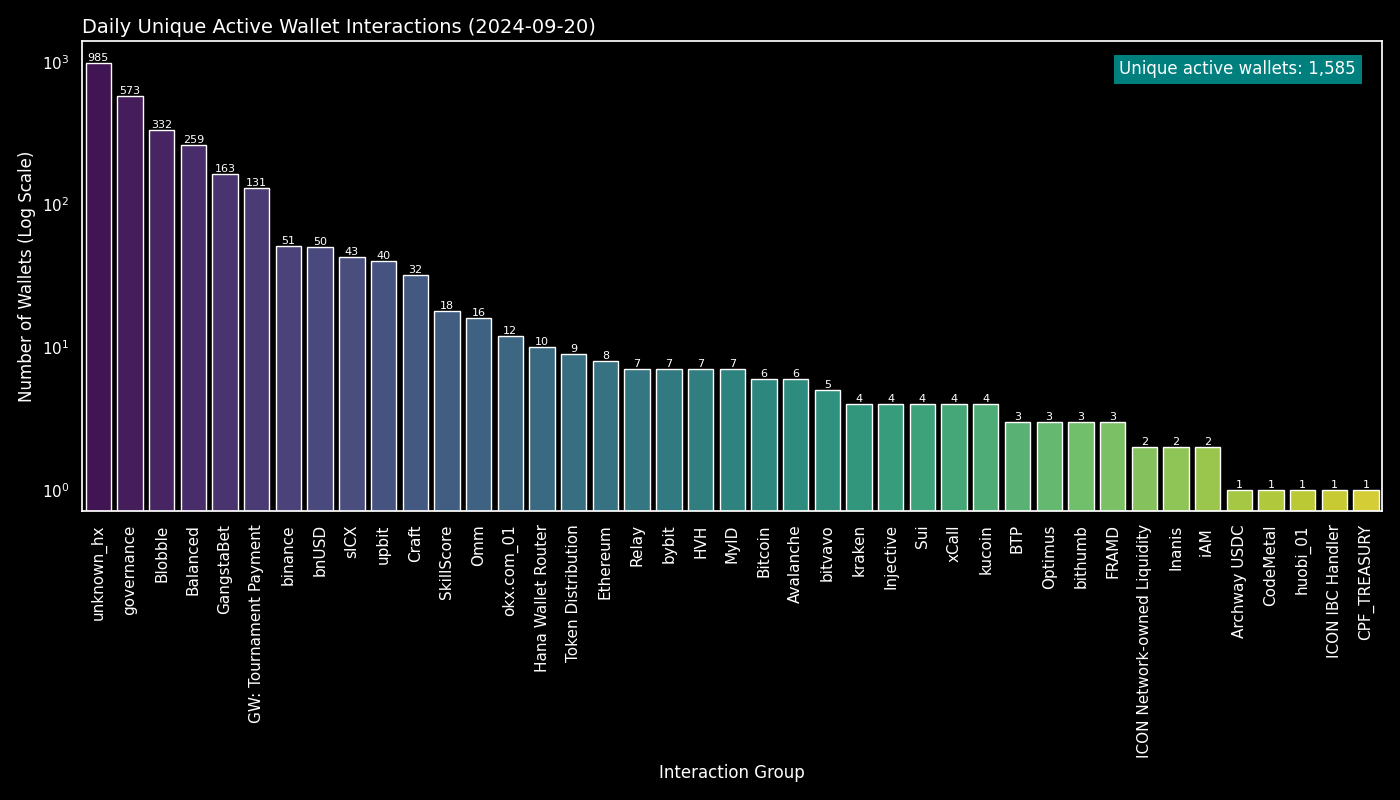 Daily Unique Active Wallet Interactions (2024-09-20)
Unique active wallets: 1,585
Number of Wallets (Log Scale)
10³
10²
10¹
10⁰
985
573
332
259
163
131
51
50
43
40
32
18
16
12
10
9
8
7
7
7
7
6
6
5
4
4
4
4
4
3
3
3
3
2
2
2
1
1
1
1
1
unknown_hx
governance
Blobble
Balanced
GangstaBet
GW: Tournament Payment
binance
bnUSD
sICX
upbit
Craft
SkillScore
Omm
okx.com_01
Hana Wallet Router
Token Distribution
Ethereum
Relay
bybit
HVH
MyID
Bitcoin
Avalanche
bitvavo
kraken
Injective
Sui
xCall
kucoin
BTP
Optimus
bithumb
FRAMD
ICON Network-owned Liquidity
Inanis
iAM
Archway USDC
CodeMetal
huobi_01
ICON IBC Handler
CPF_TREASURY
Interaction Group